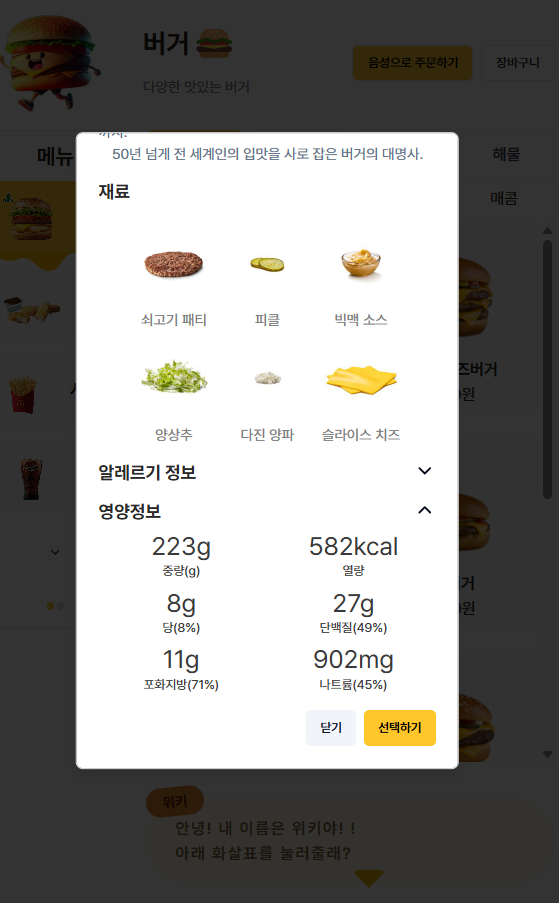 버거
다양한 맛있는 버거
음성으로 주문하기
장바구니
메뉴
해물
매콤
50년 넘게 전 세계인의 입맛을 사로 잡은 버거의 대명사.
재료
쇠고기 패티
피클
빅맥 소스
양상추
다진 양파
슬라이스 치즈
알레르기 정보
영양정보
223g
중량(g)
582kcal
열량
8g
당(8%)
27g
단백질(49%)
11g
포화지방(71%)
902mg
나트륨(45%)
닫기
선택하기
즈버거
원
거
원
위키
안녕! 내 이름은 위키야! !
아래 화살표를 눌러줄래?